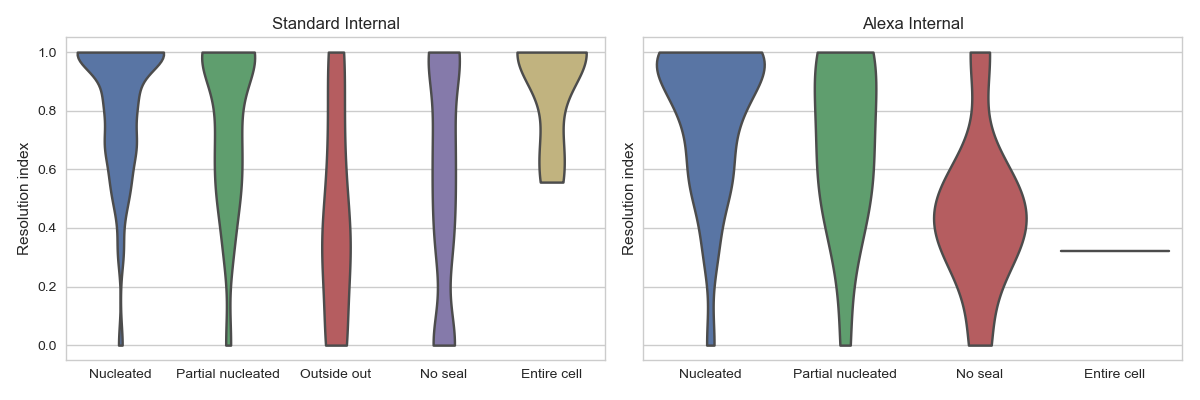 Standard Internal
Alexa Internal
Resolution index
1.0
0.8
0.6
0.4
0.2
0.0
Nucleated
Partial nucleated
Outside out
No seal
Entire cell
Resolution index
Nucleated
Partial nucleated
No seal
Entire cell